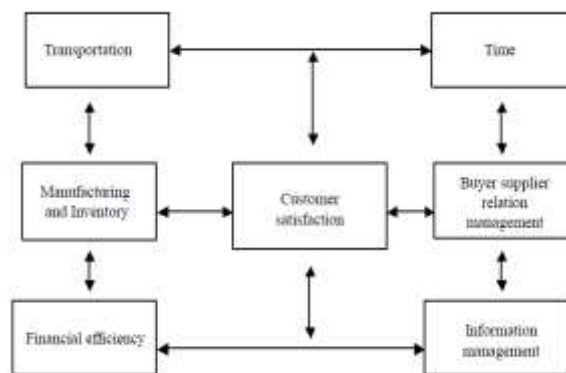 Transportation
Time
Manufacturing
and Inventory
Customer
satisfaction
Buyer supplier
relation
management
Financial efficiency
Information
management